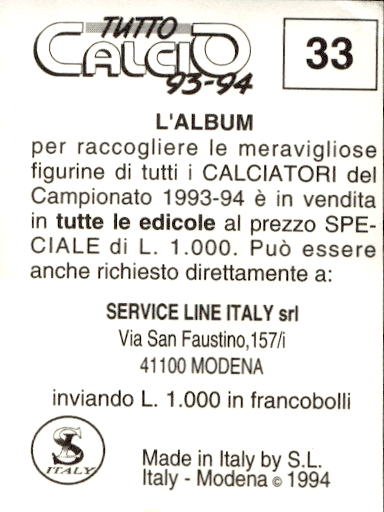 TUTTO
CALCIO
93-94
33
L'ALBUM
per raccogliere le meravigliose
figurine di tutti i CALCIATORI del
Campionato 1993-94 è in vendita
in tutte le edicole al prezzo SPE-
CIALE di L. 1.000. Può essere
anche richiesto direttamente a:
SERVICE LINE ITALY srl
Via San Faustino,157/i
41100 MODENA
inviando L. 1.000 in francobolli
SL
ITALY
Made in Italy by S.L.
Italy - Modena © 1994